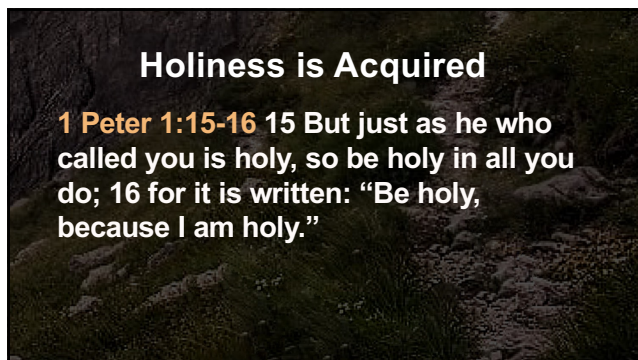 Holiness is Acquired
1 Peter 1:15-16 15 But just as he who
called you is holy, so be holy in all you
do; 16 for it is written: “Be holy,
because I am holy.”